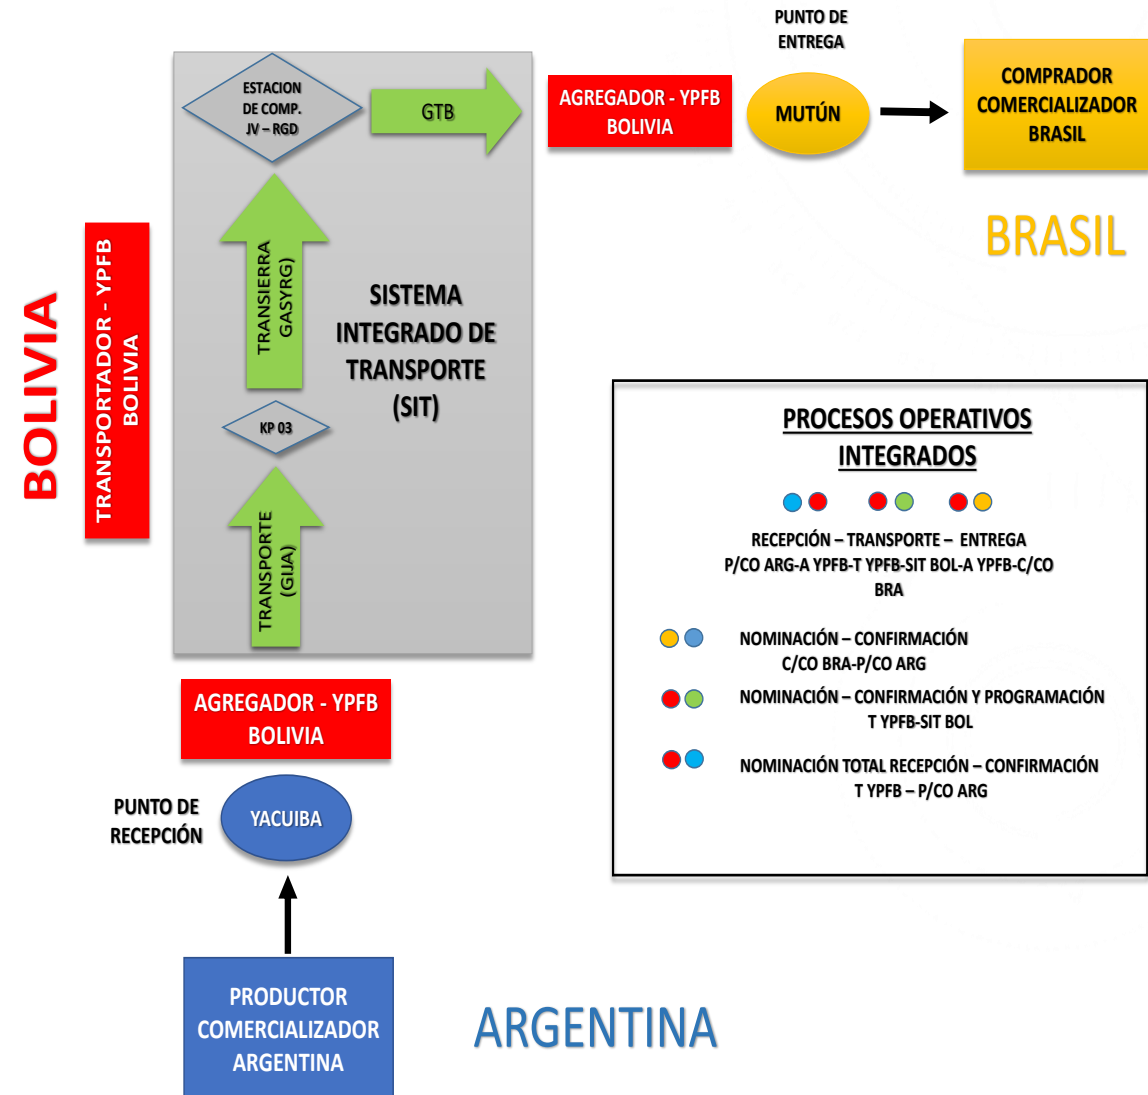 PUNTO DE
ENTREGA
ESTACION
DE COMP.
JV – RGD
GTB
AGREGADOR - YPFB
BOLIVIA
MUTÚN
COMPRADOR
COMERCIALIZADOR
BRASIL
BRASIL
BOLIVIA
TRANSPORTADOR - YPFB
BOLIVIA
TRANSIERRA
GASYRG)
SISTEMA
INTEGRADO DE
TRANSPORTE
(SIT)
KP 03
TRANSPORTE
(GIJA)
AGREGADOR - YPFB
BOLIVIA
PUNTO DE
RECEPCIÓN
YACUIBA
PRODUCTOR
COMERCIALIZADOR
ARGENTINA
ARGENTINA
PROCESOS OPERATIVOS
INTEGRADOS
RECEPCIÓN – TRANSPORTE – ENTREGA
P/CO ARG-A YPFB-T YPFB-SIT BOL-A YPFB-C/CO
BRA
NOMINACIÓN – CONFIRMACIÓN
C/CO BRA-P/CO ARG
NOMINACIÓN – CONFIRMACIÓN Y PROGRAMACIÓN
T YPFB-SIT BOL
NOMINACIÓN TOTAL RECEPCIÓN – CONFIRMACIÓN
T YPFB – P/CO ARG